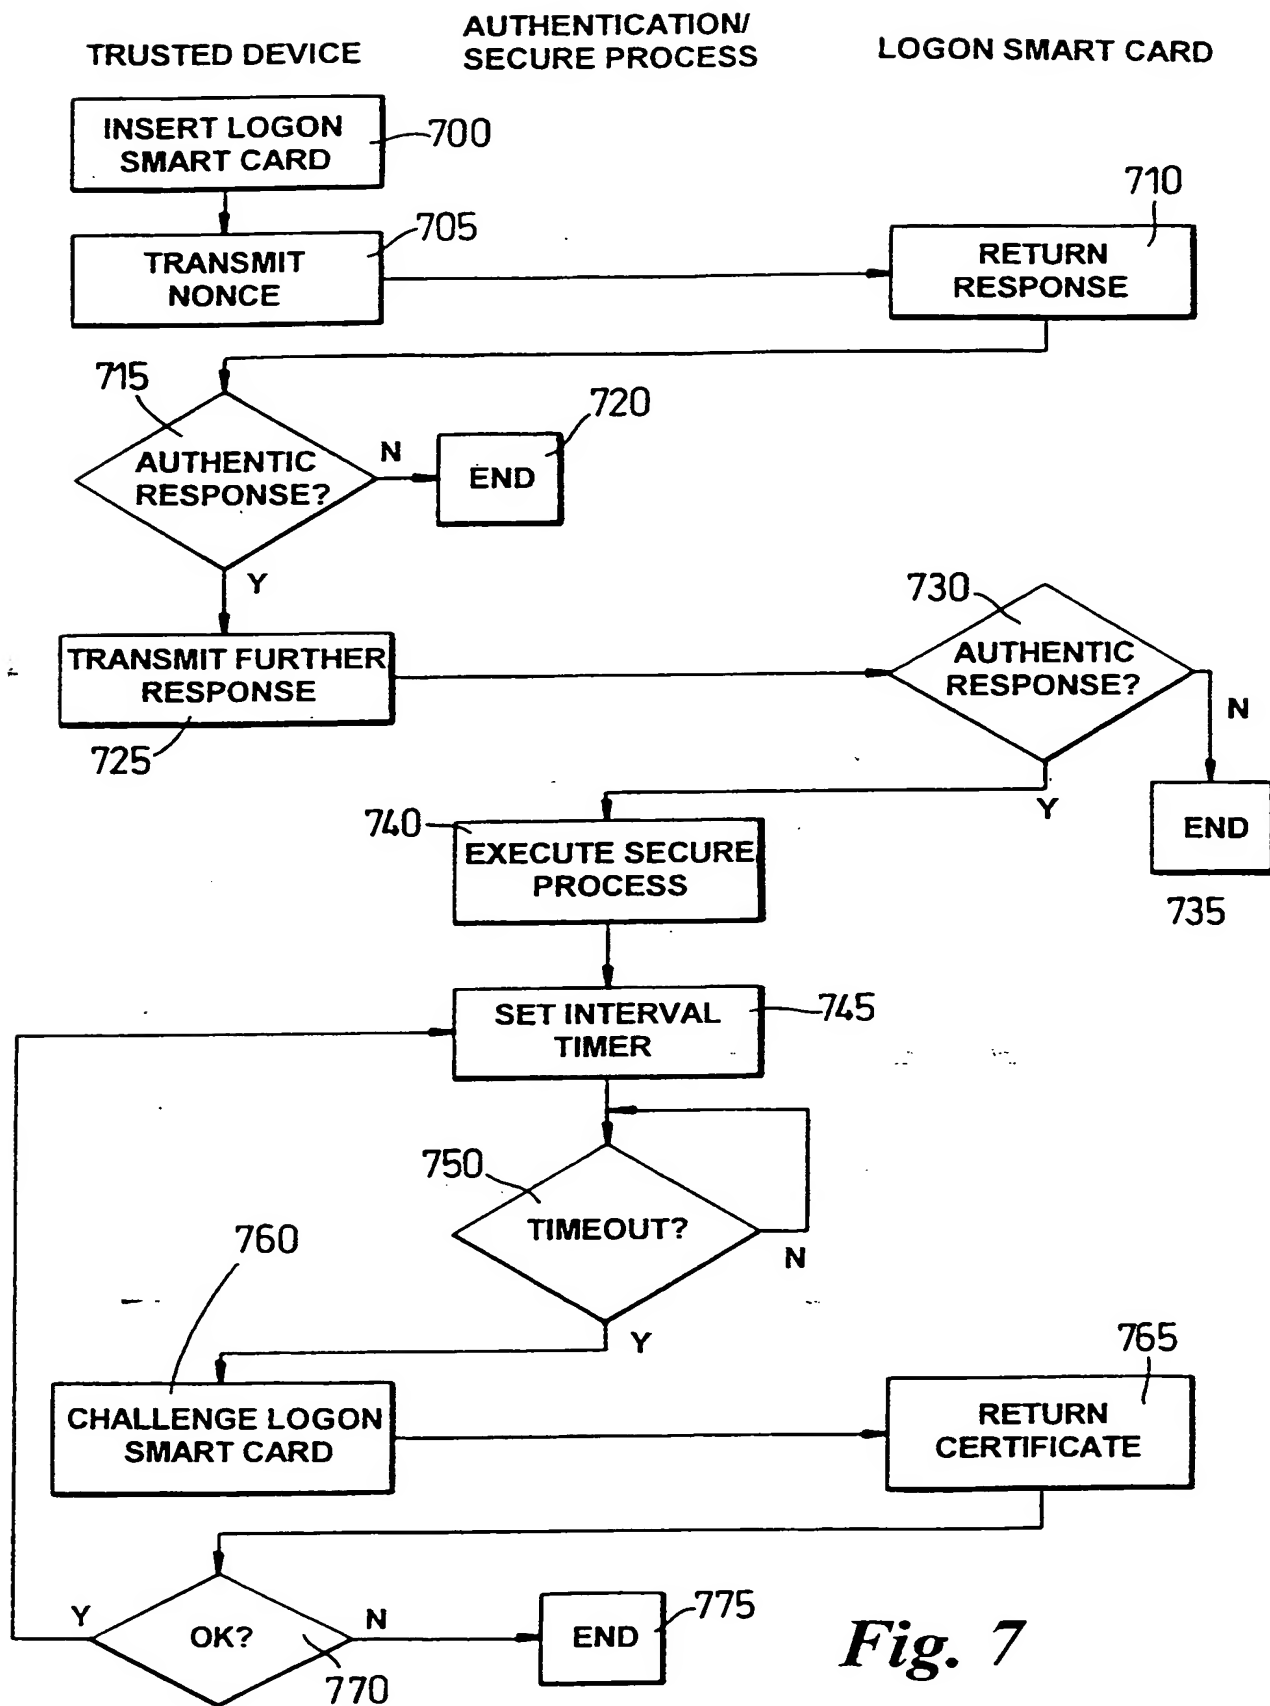 TRUSTED DEVICE
AUTHENTICATION/
SECURE PROCESS
LOGON SMART CARD
INSERT LOGON
SMART CARD
700
TRANSMIT
NONCE
705
RETURN
RESPONSE
710
715
AUTHENTIC
RESPONSE?
N
Y
END
720
TRANSMIT FURTHER
RESPONSE
725
730
AUTHENTIC
RESPONSE?
N
Y
END
735
740
EXECUTE SECURE
PROCESS
SET INTERVAL
TIMER
745
750
TIMEOUT?
N
Y
760
CHALLENGE LOGON
SMART CARD
765
RETURN
CERTIFICATE
Y
OK?
N
770
END
775
Fig. 7